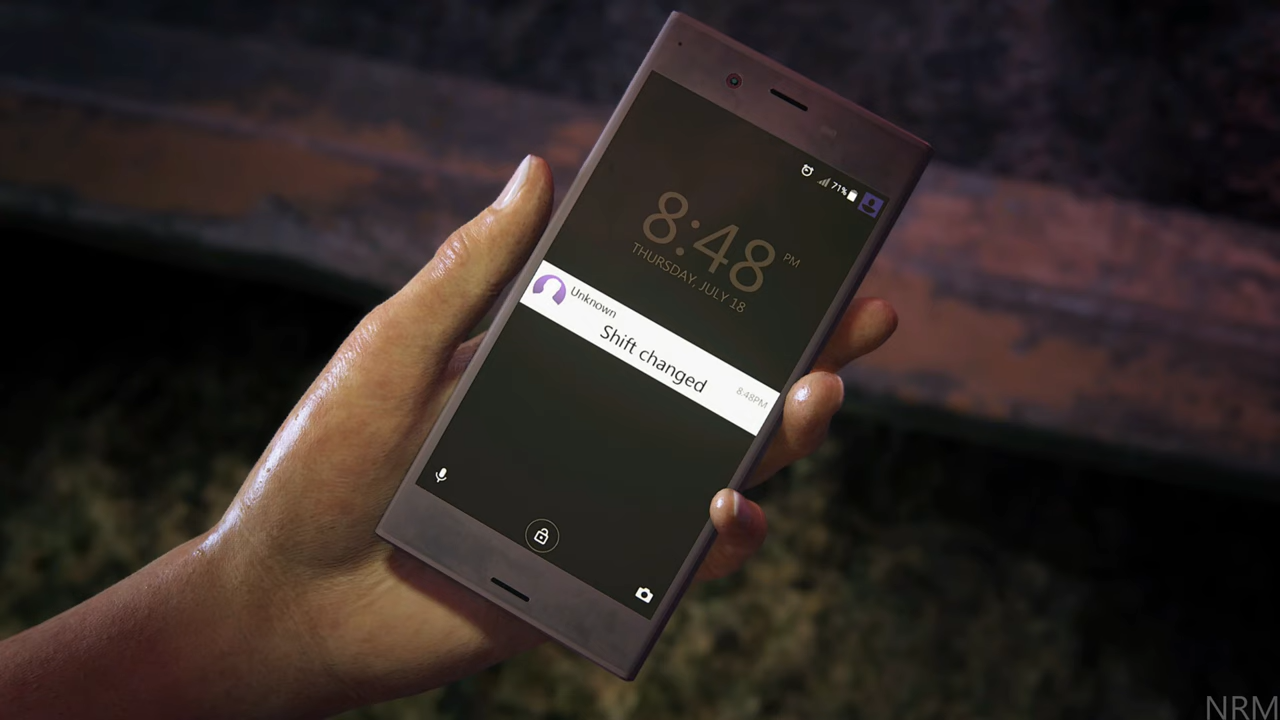 71%
8:48 PM
THURSDAY, JULY 18
Unknown
Shift changed
8:48PM
NRM